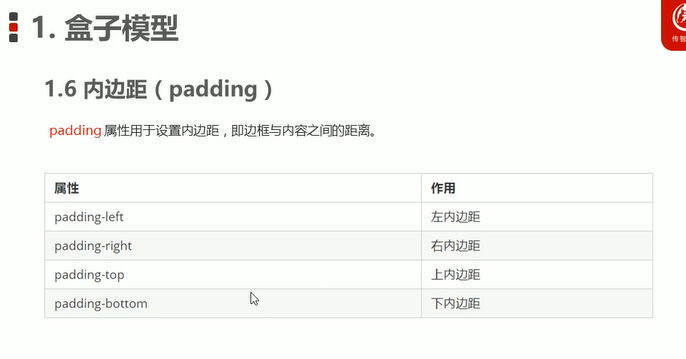 1. 盒子模型
1.6 内边距（padding）
padding 属性用于设置内边距，即边框与内容之间的距离。
属性 作用
padding-left 左内边距
padding-right 右内边距
padding-top 上内边距
padding-bottom 下内边距